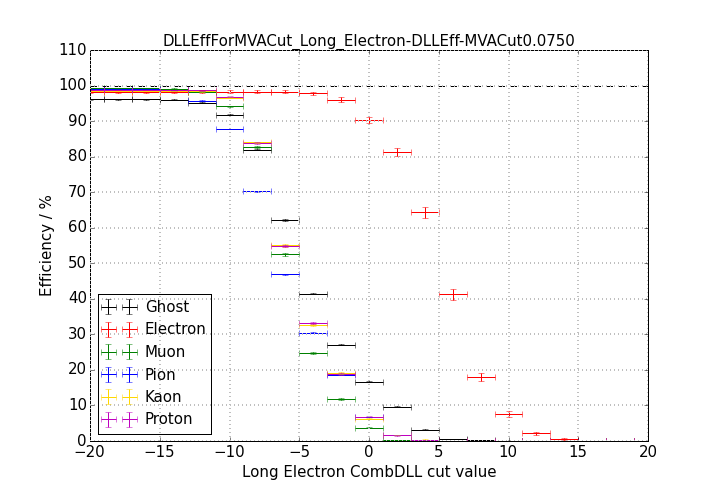 DLLEffForMVACut_Long_Electron-DLLEff-MVACut0.0750
110
100
90
80
70
60
50
40
30
20
10
0
Efficiency / %
Ghost
Electron
Muon
Pion
Kaon
Proton
−20 −15 −10 −5 0 5 10 15 20
Long Electron CombDLL cut value